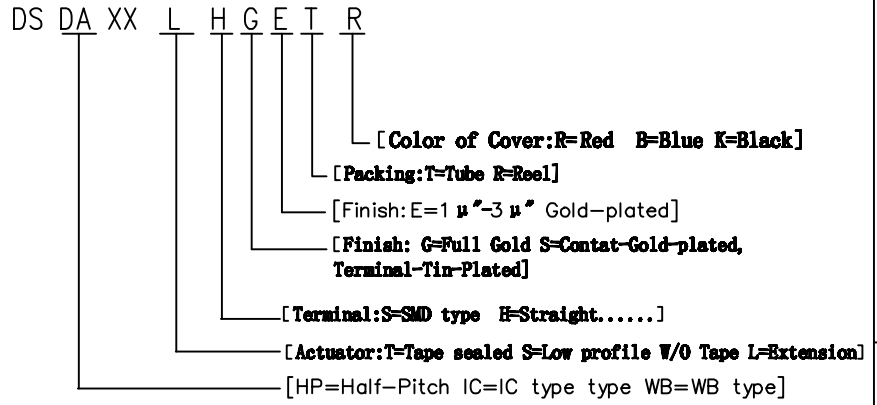 DS DA XX L H G E T R
[Color of Cover:R=Red B=Blue K=Black]
[Packing:T=Tube R=Reel]
[Finish: E=1 μ"-3 μ" Gold-plated]
[Finish: G=Full Gold S=Contat-Gold-plated,
Terminal-Tin-Plated]
[Terminal:S=SMD type H=Straight......]
[Actuator:T=Tape sealed S=Low profile W/O Tape L=Extension]
[HP=Half-Pitch IC=IC type type WB=WB type]